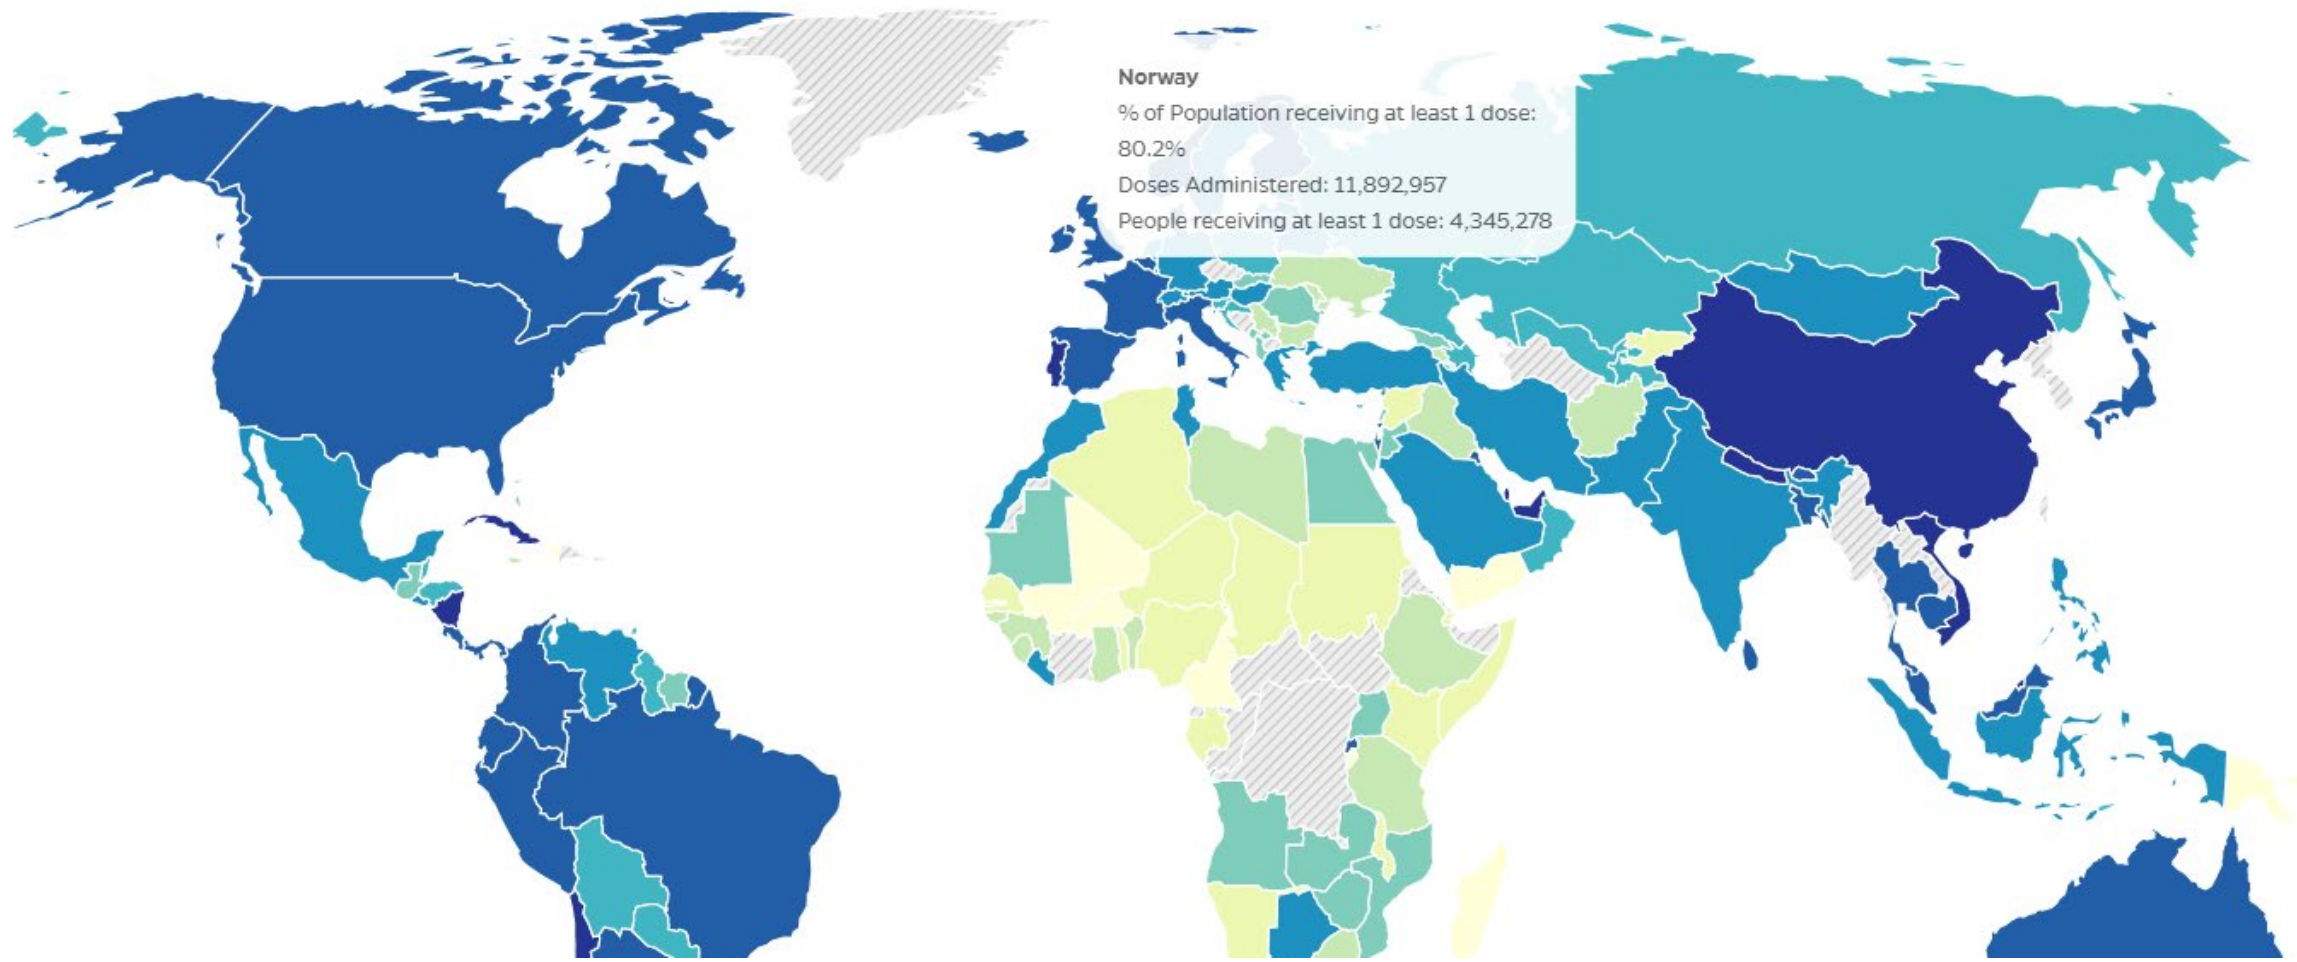 Norway
% of Population receiving at least 1 dose:
80.2%
Doses Administered: 11,892,957
People receiving at least 1 dose: 4,345,278